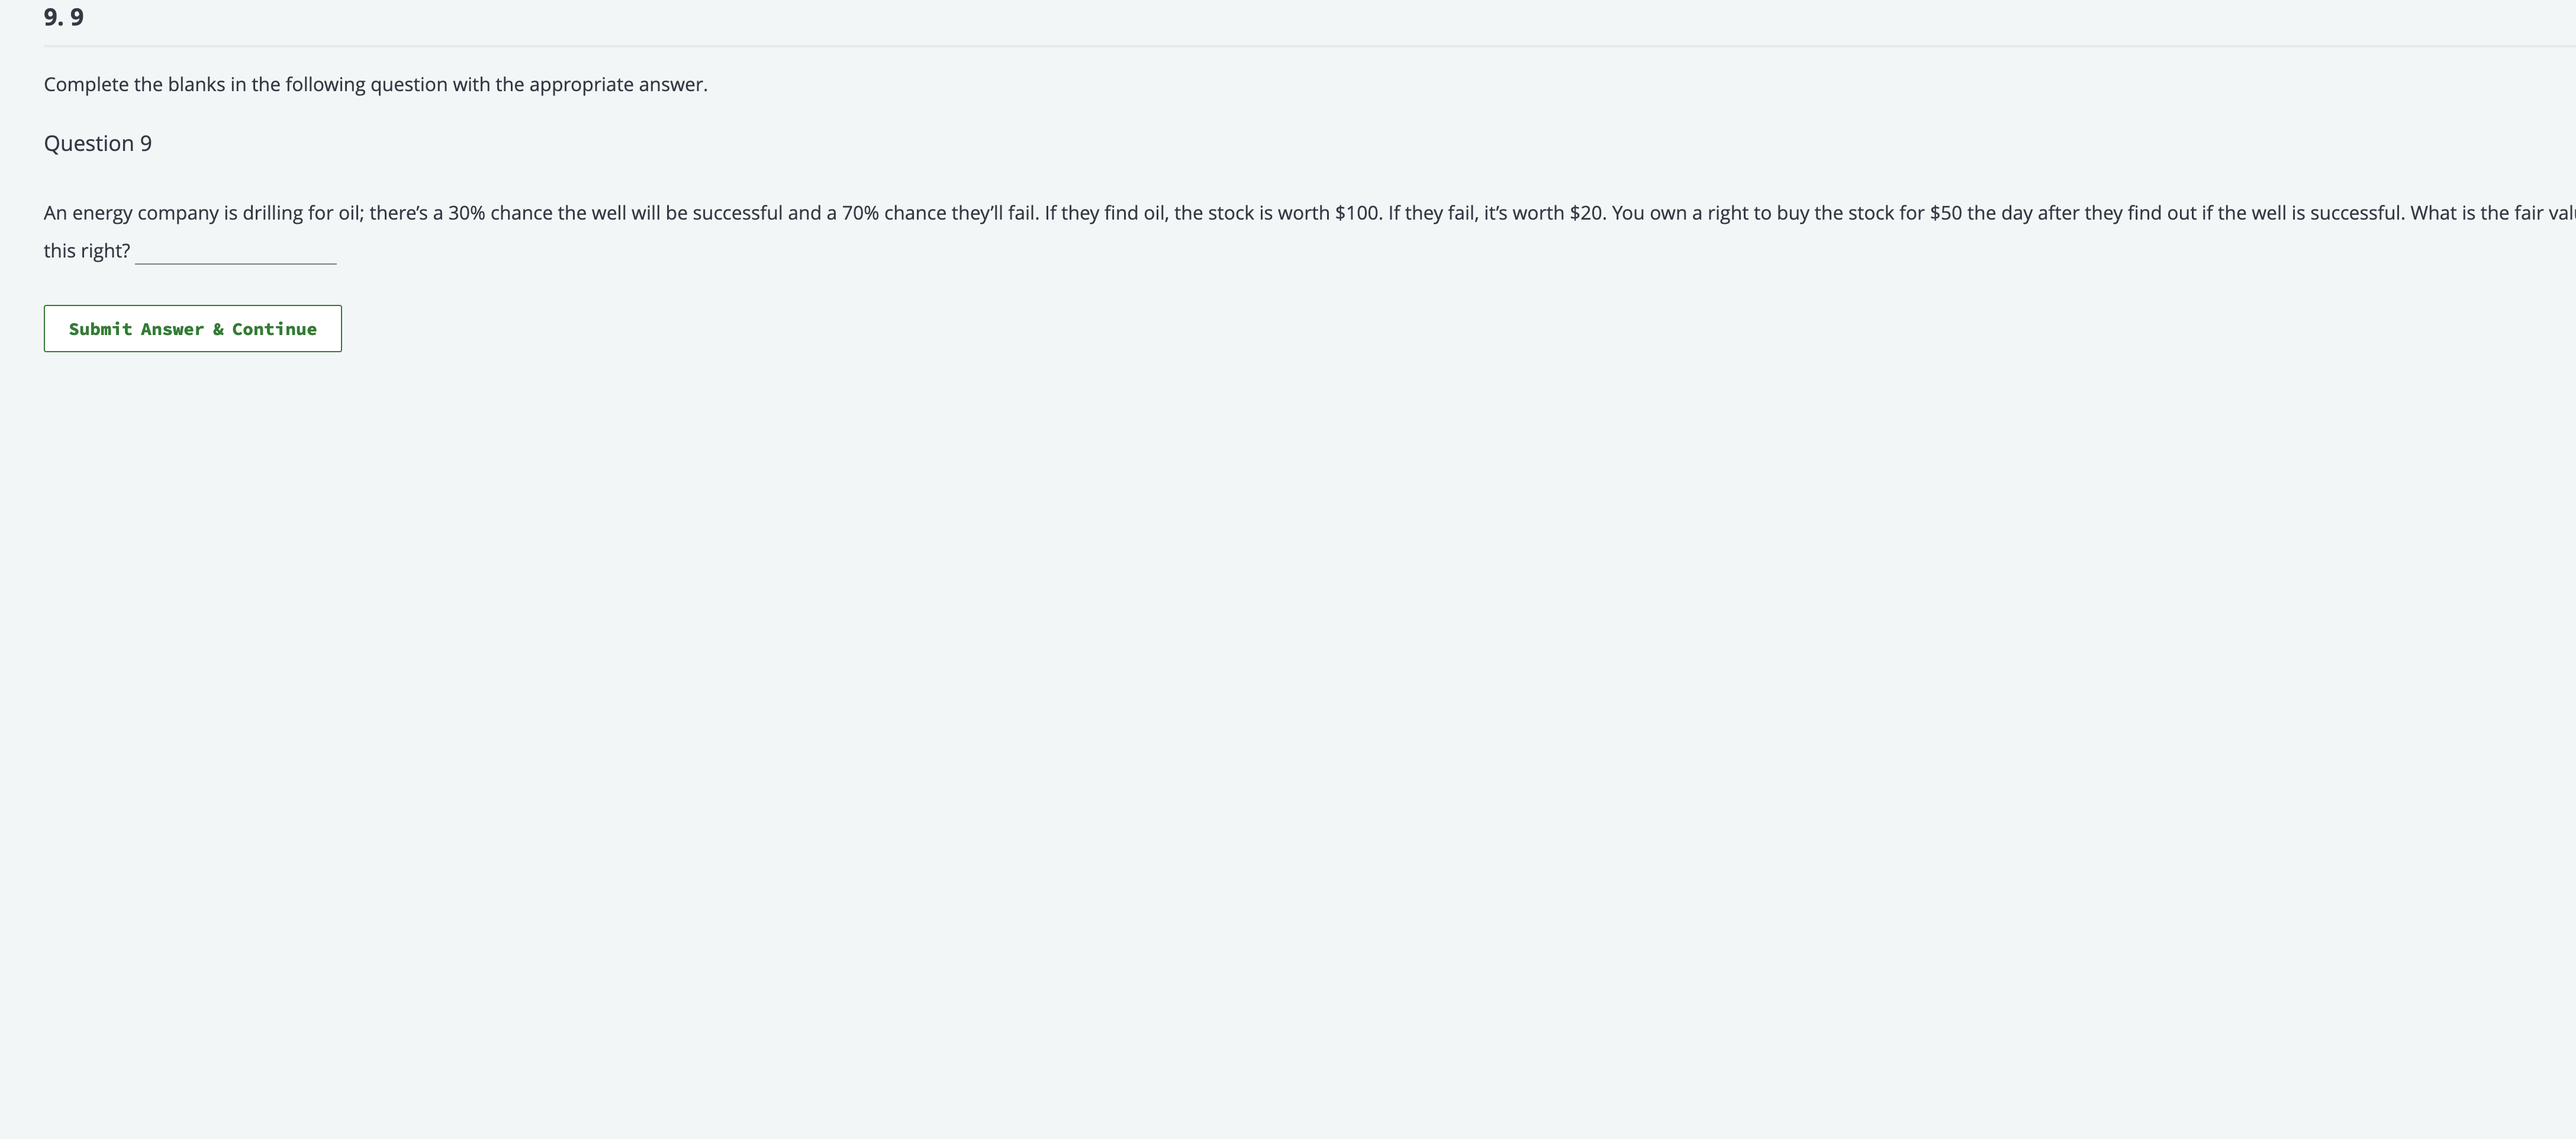 9. 9
Complete the blanks in the following question with the appropriate answer.
Question 9
An energy company is drilling for oil; there’s a 30% chance the well will be successful and a 70% chance they’ll fail. If they find oil, the stock is worth $100. If they fail, it’s worth $20. You own a right to buy the stock for $50 the day after they find out if the well is successful. What is the fair
this right?
Submit Answer & Continue